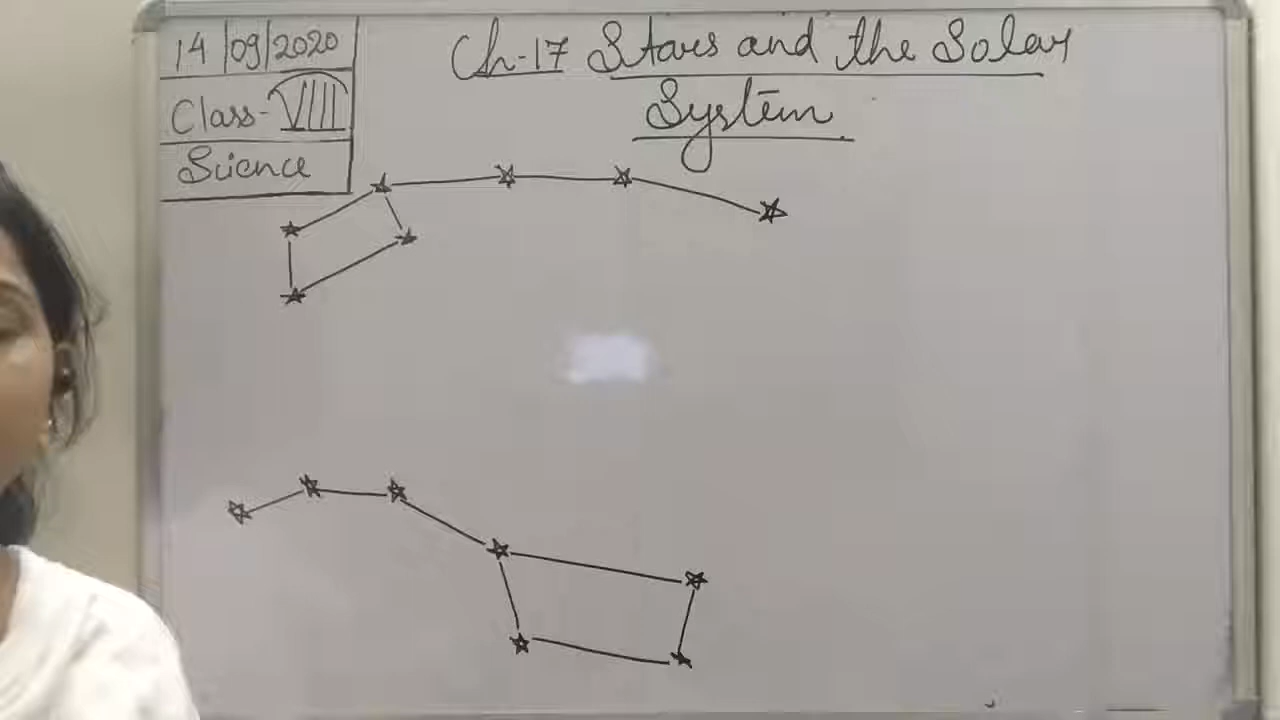 14/09/2020
Class-VIII
Science
Ch-17 Stars and the Solar
System.